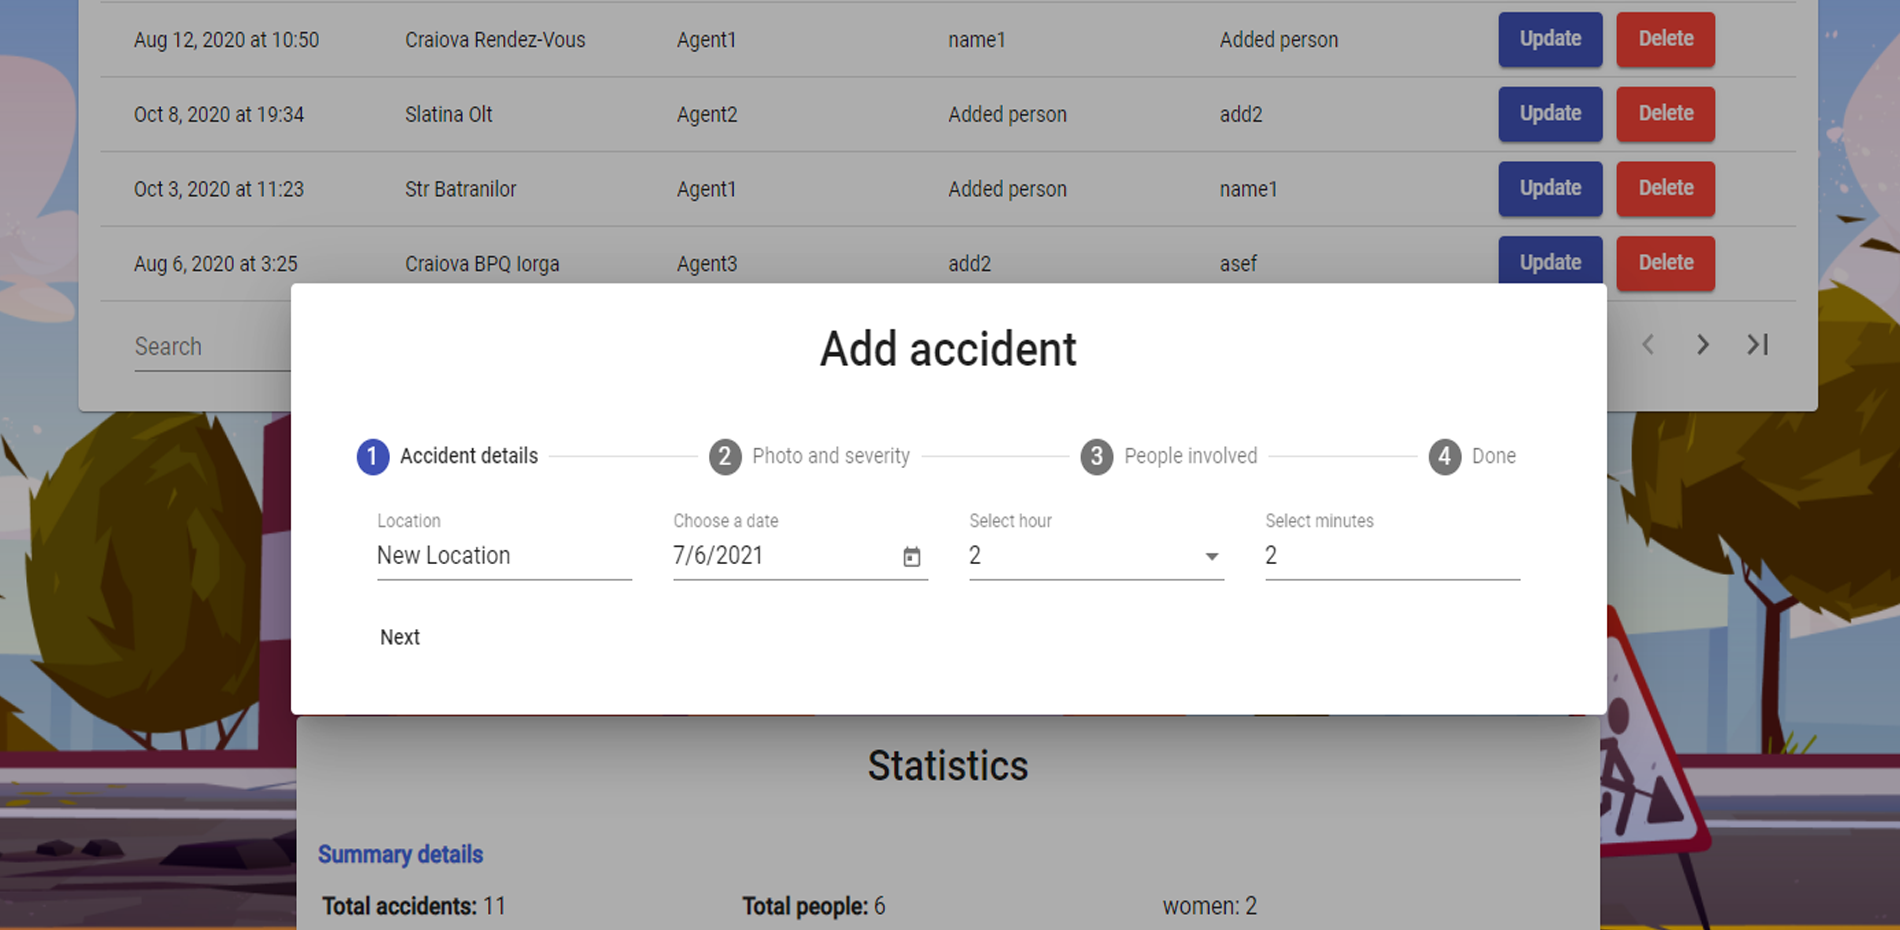 Aug 12, 2020 at 10:50 Craiova Rendez-Vous Agent1 name1 Added person Update Delete
Oct 8, 2020 at 19:34 Slatina Olt Agent2 Added person add2 Update Delete
Oct 3, 2020 at 11:23 Str Batranilor Agent1 Added person name1 Update Delete
Aug 6, 2020 at 3:25 Craiova BPQ Iorga Agent3 add2 asef Update Delete
Search
Add accident
1 Accident details 2 Photo and severity 3 People involved 4 Done
Location Choose a date Select hour Select minutes
New Location 7/6/2021 2 2
Next
Statistics
Summary details
Total accidents: 11 Total people: 6 women: 2